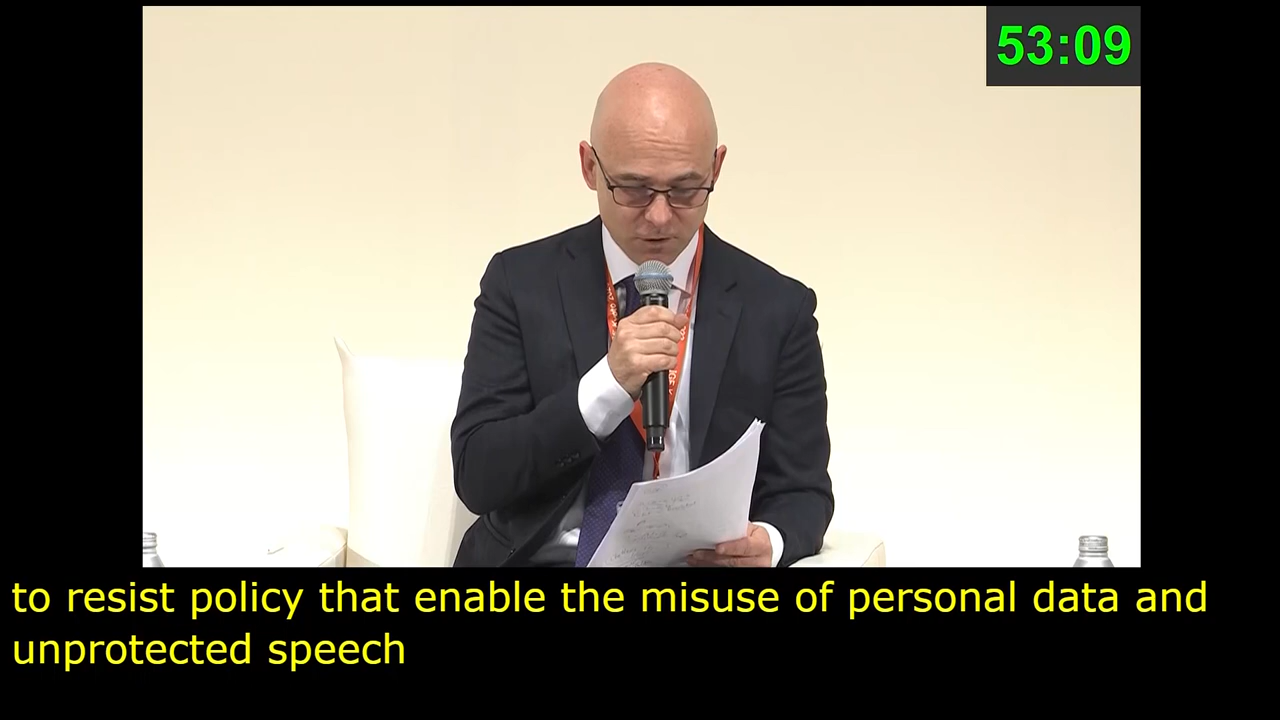 53:09
to resist policy that enable the misuse of personal data and
unprotected speech